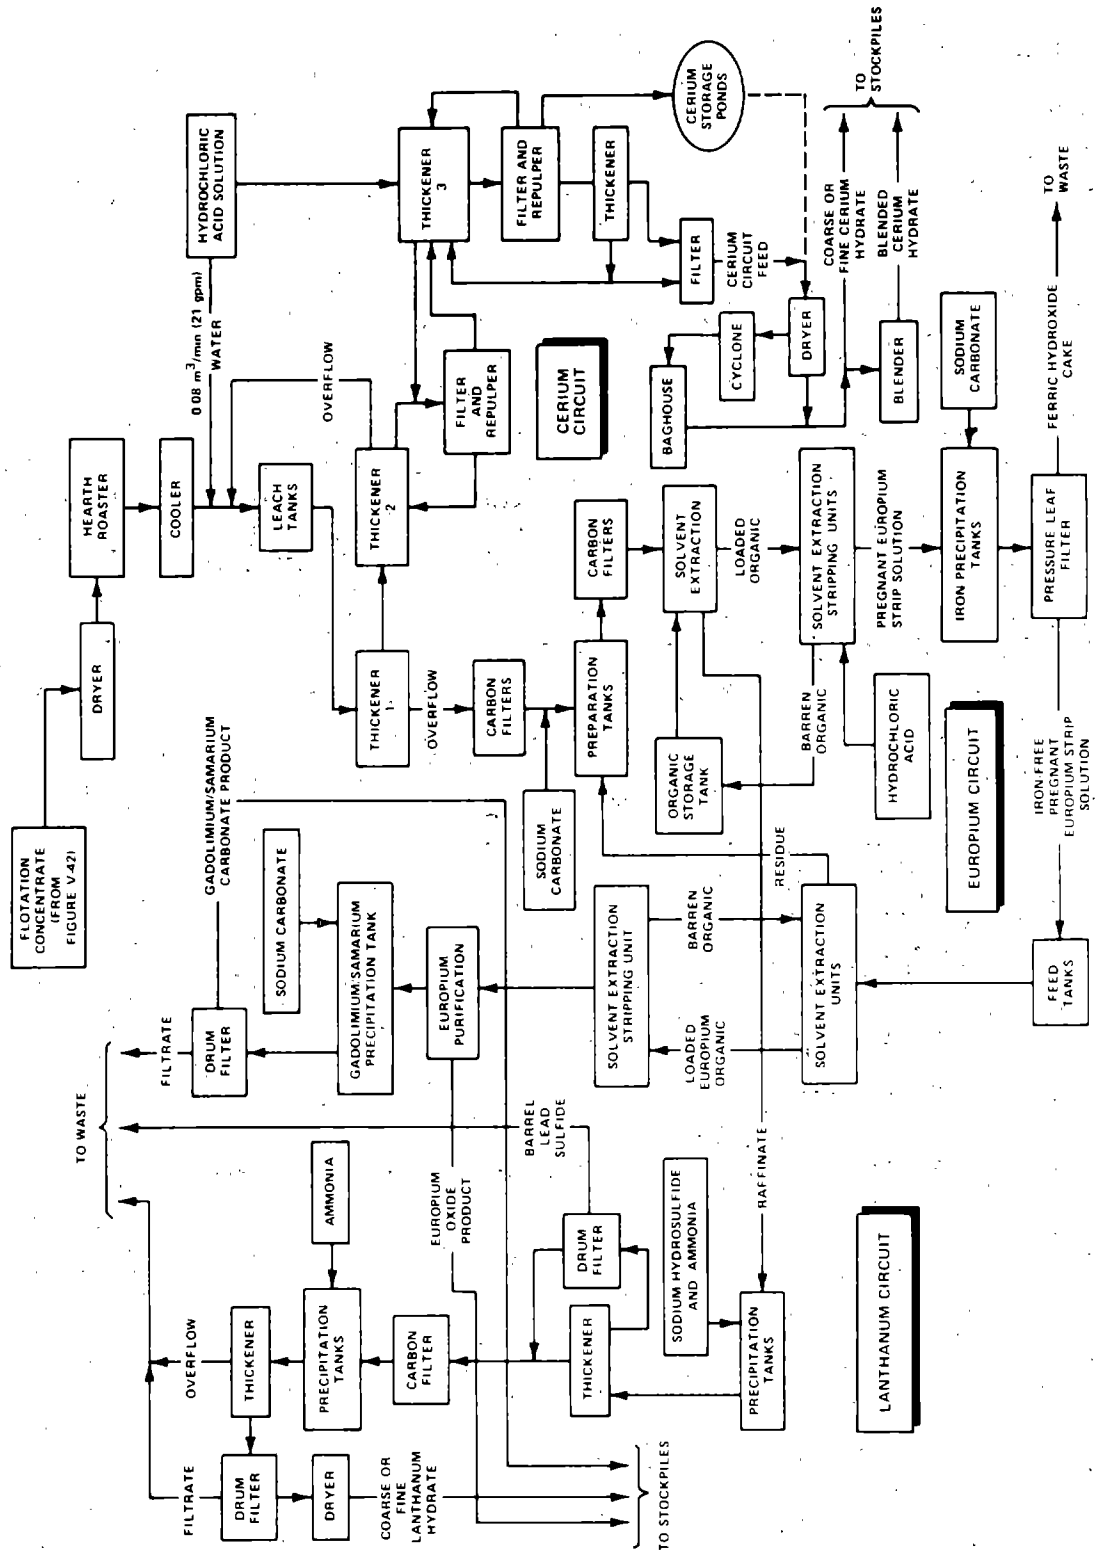 FLOTATION
CONCENTRATE
(FROM
FIGURE V-42)
DRYER
HEARTH
ROASTER
COOLER
HYDROCHLORIC
ACID SOLUTION
0.08 m³/min (21 gpm)
WATER
LEACH
TANKS
OVERFLOW
THICKENER
1
THICKENER
2
THICKENER
3
FILTER
AND
REPULPER
FILTER AND
REPULPER
THICKENER
FILTER
CERIUM
STORAGE
PONDS
CERIUM
CIRCUIT
FEED
CERIUM
CIRCUIT
DRYER
CYCLONE
BAGHOUSE
COARSE OR
FINE CERIUM
HYDRATE
BLENDER
BLENDED
CERIUM
HYDRATE
TO
STOCKPILES
OVERFLOW
CARBON
FILTERS
SODIUM
CARBONATE
PREPARATION
TANKS
CARBON
FILTERS
SOLVENT
EXTRACTION
ORGANIC
STORAGE
TANK
LOADED
ORGANIC
BARREN
ORGANIC
SOLVENT EXTRACTION
STRIPPING UNITS
HYDROCHLORIC
ACID
PREGNANT EUROPIUM
STRIP SOLUTION
SODIUM
CARBONATE
IRON PRECIPITATION
TANKS
PRESSURE LEAF
FILTER
FERRIC HYDROXIDE
CAKE
TO
WASTE
IRON-FREE
PREGNANT
EUROPIUM STRIP
SOLUTION
EUROPIUM CIRCUIT
FEED
TANKS
SOLVENT EXTRACTION
UNITS
RESIDUE
LOADED
EUROPIUM
ORGANIC
BARREN
ORGANIC
SOLVENT EXTRACTION
STRIPPING UNIT
EUROPIUM
PURIFICATION
SODIUM CARBONATE
GADOLIMIUM/SAMARIUM
PRECIPITATION TANK
DRUM
FILTER
GADOLIMIUM/SAMARIUM
CARBONATE PRODUCT
FILTRATE
TO WASTE
EUROPIUM
OXIDE
PRODUCT
BARREL
LEAD
SULFIDE
RAFFINATE
SODIUM HYDROSULFIDE
AND AMMONIA
PRECIPITATION
TANKS
THICKENER
DRUM
FILTER
CARBON
FILTER
AMMONIA
PRECIPITATION
TANKS
THICKENER
OVERFLOW
FILTRATE
DRUM
FILTER
DRYER
COARSE OR
FINE
LANTHANUM
HYDRATE
TO STOCKPILES
LANTHANUM CIRCUIT